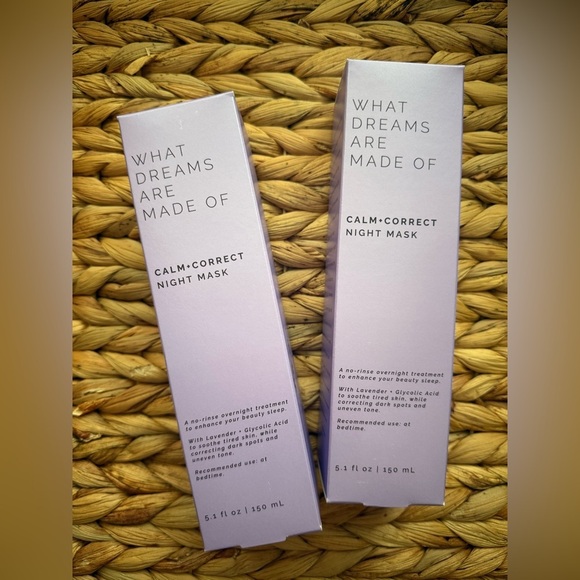 WHAT
DREAMS
ARE
MADE OF
CALM+CORRECT
NIGHT MASK
A no-rinse overnight treatment
to enhance your beauty sleep.
With Lavender + Glycolic Acid
to soothe tired skin, while
correcting dark spots and
uneven tone.
Recommended use: at
bedtime.
5.1 fl oz | 150 mL
WHAT
DREAMS
ARE
MADE OF
CALM+CORRECT
NIGHT MASK
A no-rinse overnight treatment
to enhance your beauty sleep.
With Lavender + Glycolic Acid
to soothe tired skin, while
correcting dark spots and
uneven tone.
Recommended use: at
bedtime.
5.1 fl oz | 150 mL